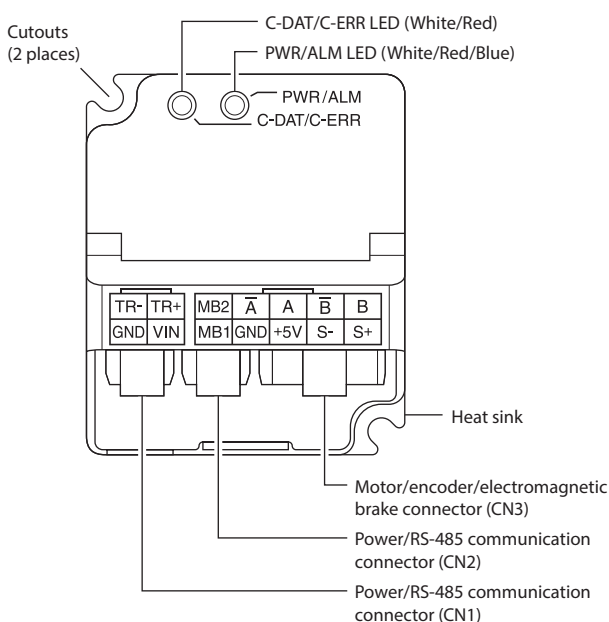 C-DAT/C-ERR LED (White/Red)
Cutouts
(2 places)
PWR/ALM LED (White/Red/Blue)
PWR/ALM
C-DAT/C-ERR
TR- TR+ MB2 A̅ A B̅ B
GND VIN MB1 GND +5V S- S+
Heat sink
Motor/encoder/electromagnetic
brake connector (CN3)
Power/RS-485 communication
connector (CN2)
Power/RS-485 communication
connector (CN1)